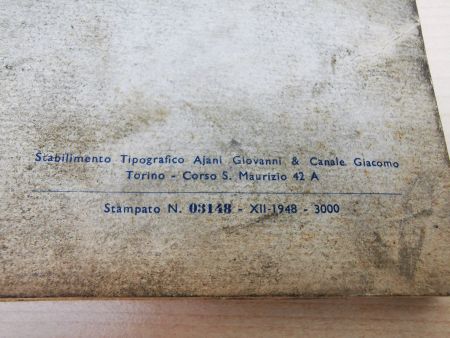 Stabilimento Tipografico Ajani Giovanni & Canale Giacomo
Torino - Corso S. Maurizio 42 A
Stampato N. 03148 - XII-1948 - 3000